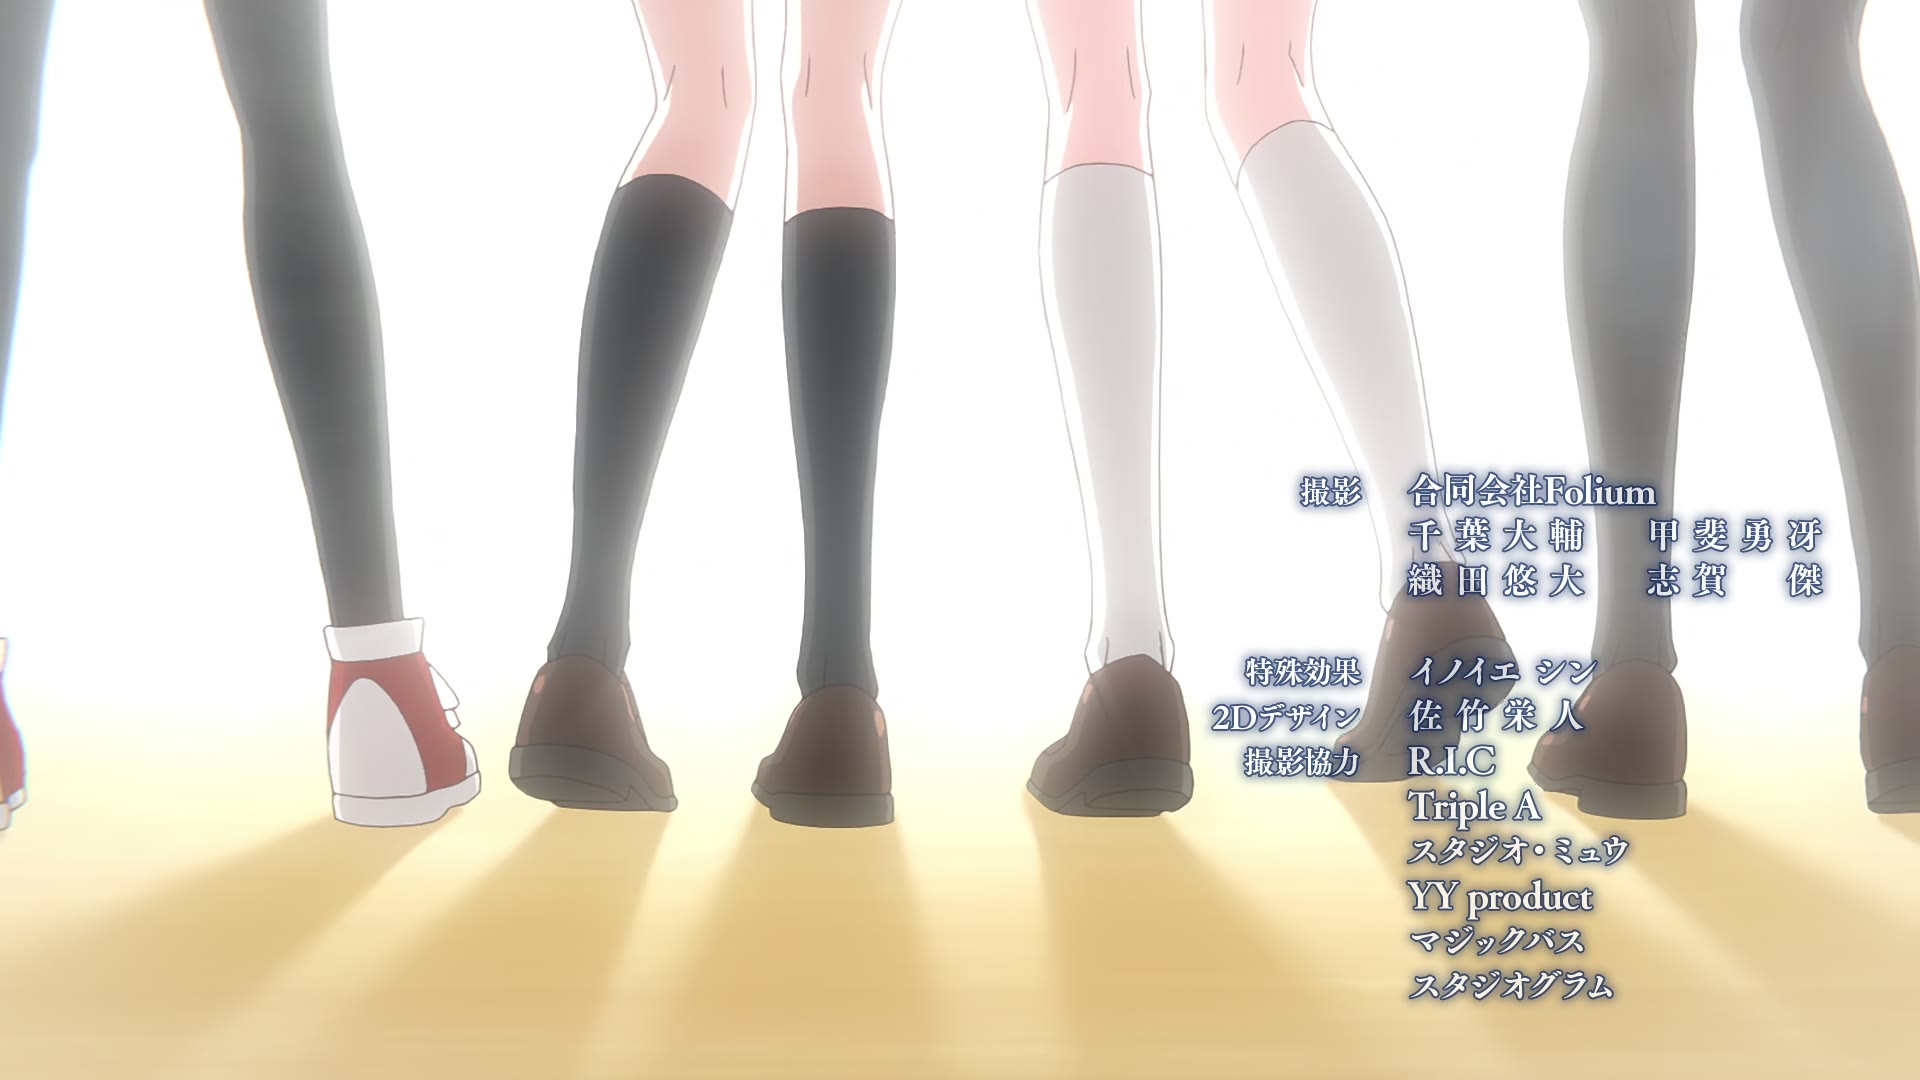 撮影 合同会社Folium
千葉大輔 甲斐勇冴
織田悠大 志賀 傑
特殊効果 イノイエ シン
2Dデザイン 佐竹栄人
撮影協力 R.I.C
Triple A
スタジオ・ミュウ
YY product
マジックバス
スタジオグラム